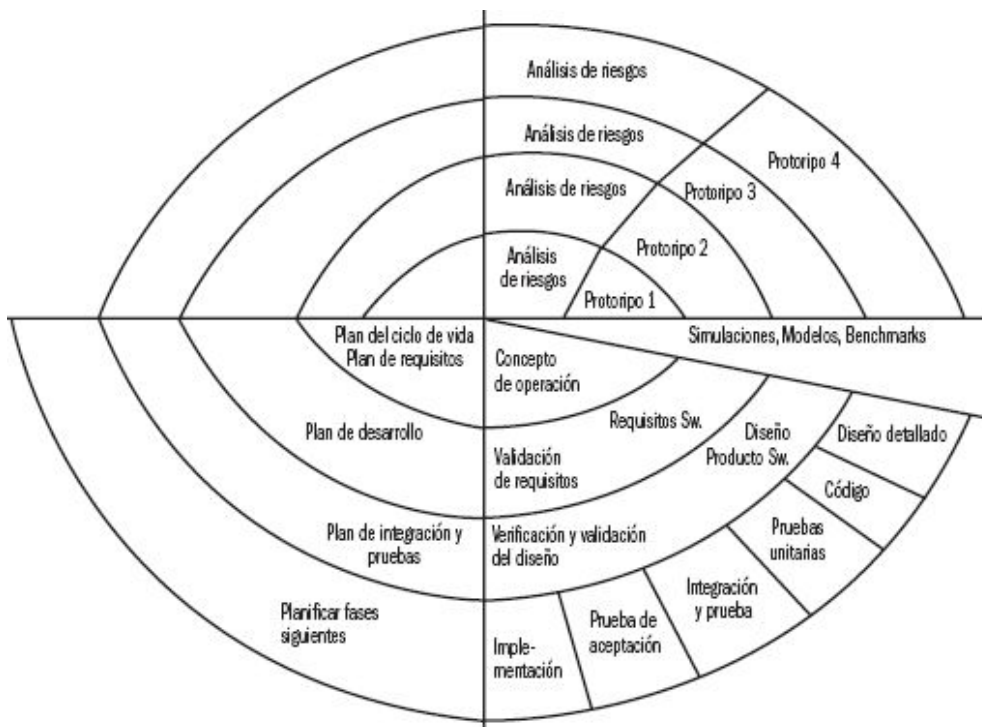 Análisis de riesgos
Análisis de riesgos
Protoripo 4
Análisis de riesgos
Protoripo 3
Análisis
de riesgos
Protoripo 2
Protoripo 1
Plan del ciclo de vida
Plan de requisitos
Concepto
de operación
Simulaciones, Modelos, Benchmarks
Plan de desarrollo
Requisitos Sw.
Validación
de requisitos
Diseño
Producto Sw.
Diseño detallado
Código
Plan de integración y
pruebas
Verificación y validación
del diseño
Pruebas
unitarias
Integración
y prueba
Planificar fases
siguientes
Prueba de
aceptación
Imple-
mentación